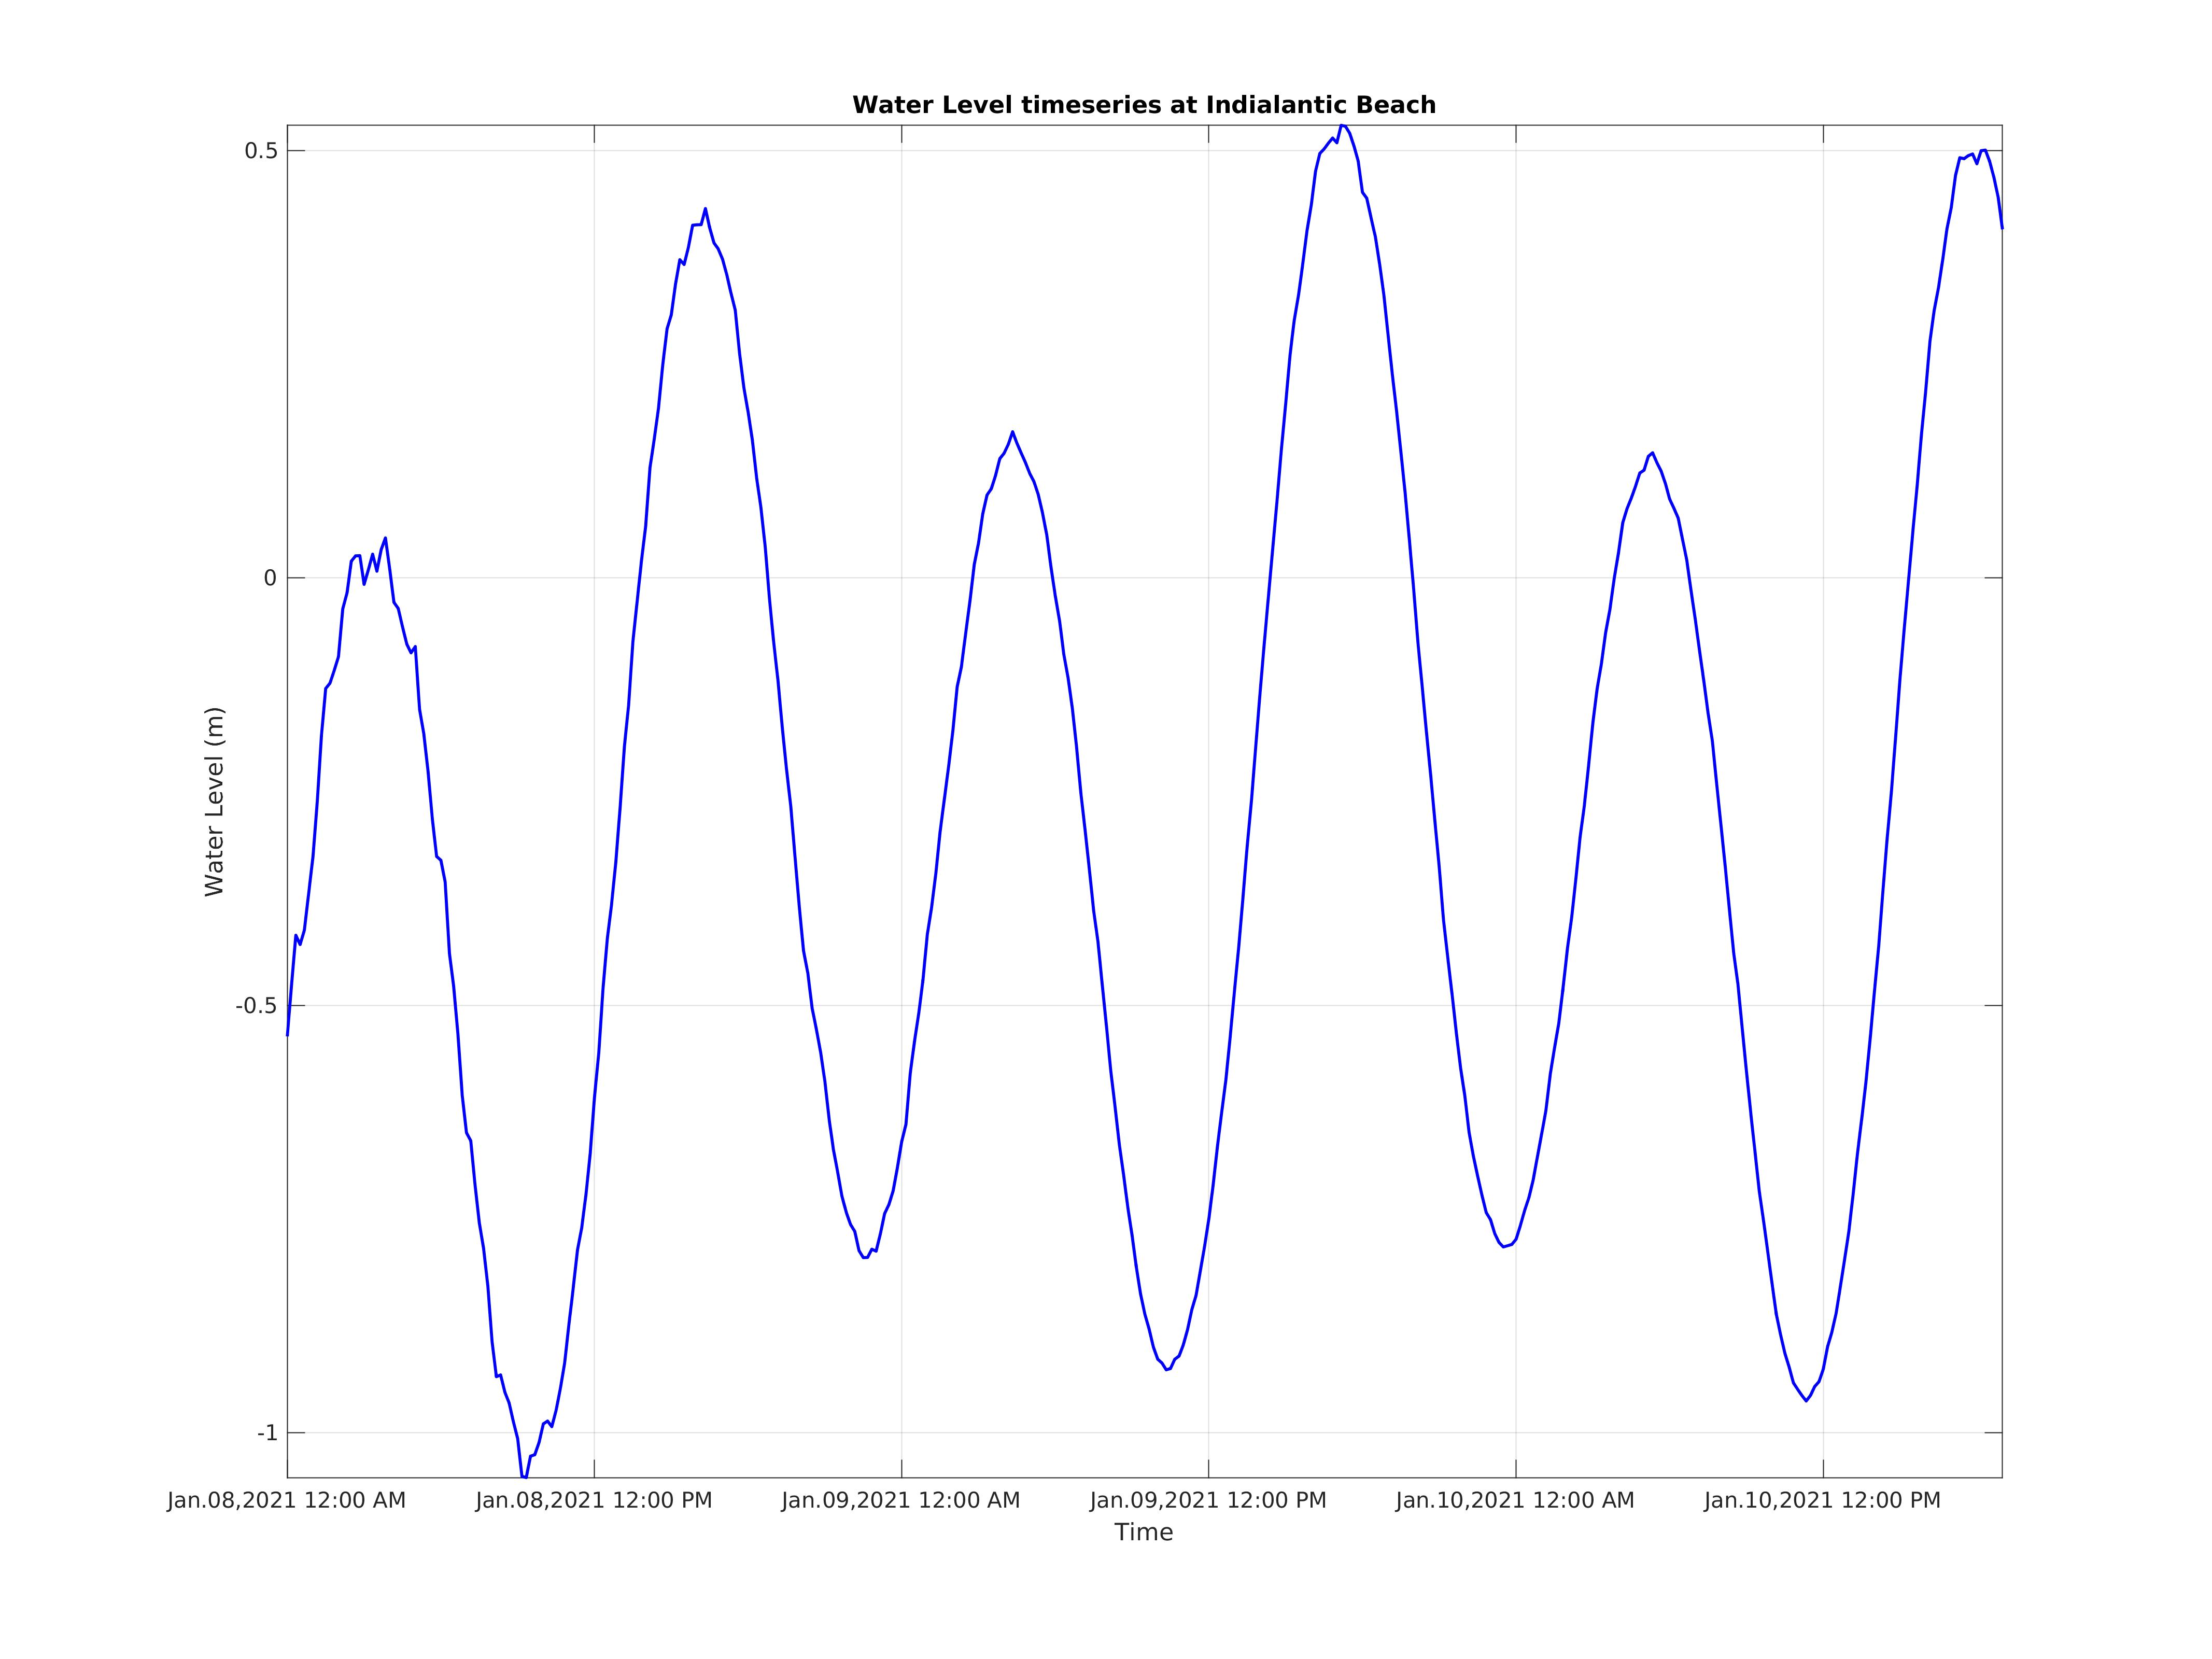 Water Level timeseries at Indialantic Beach
0.5
0
-0.5
-1
Water Level (m)
Jan.08,2021 12:00 AM
Jan.08,2021 12:00 PM
Jan.09,2021 12:00 AM
Jan.09,2021 12:00 PM
Jan.10,2021 12:00 AM
Jan.10,2021 12:00 PM
Time